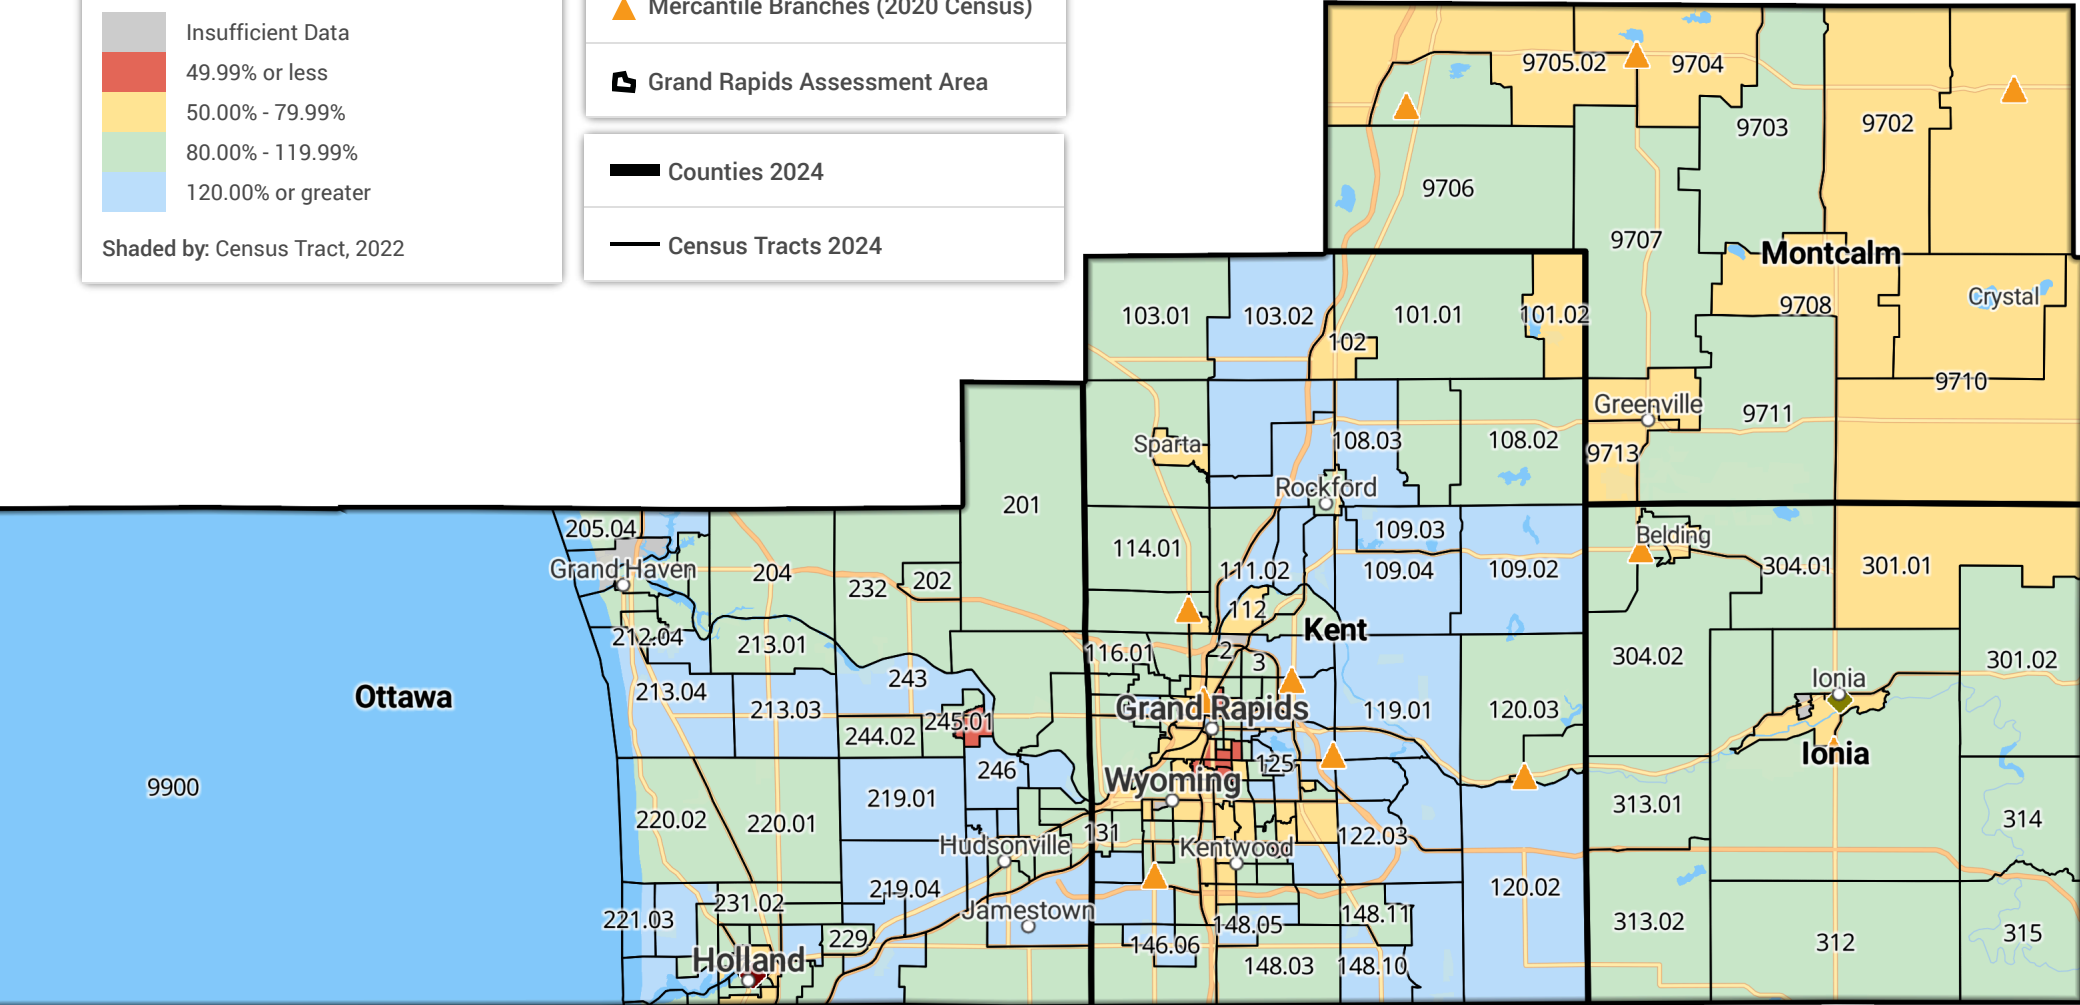 Insufficient Data
49.99% or less
50.00% - 79.99%
80.00% - 119.99%
120.00% or greater
Shaded by: Census Tract, 2022
Mercantile Branches (2020 Census)
Grand Rapids Assessment Area
Counties 2024
Census Tracts 2024
9705.02
9704
9703
9702
9706
9707
Montcalm
Crystal
9708
9710
9711
Greenville
9713
103.01
103.02
102
101.01
101.02
Sparta
108.03
108.02
Rockford
201
114.01
111.02
109.03
109.04
109.02
112
Kent
Belding
304.01
301.01
304.02
301.02
Ionia
Ionia
313.01
314
313.02
312
315
205.04
Grand Haven
204
232
202
212.04
213.01
243
213.04
213.03
244.02
245.01
Ottawa
9900
116.01
2
3
Grand Rapids
119.01
120.03
125
Wyoming
246
219.01
220.02
220.01
131
Hudsonville
Kentwood
122.03
120.02
219.04
Jamestown
221.03
231.02
229
Holland
146.06
148.05
148.11
148.03
148.10